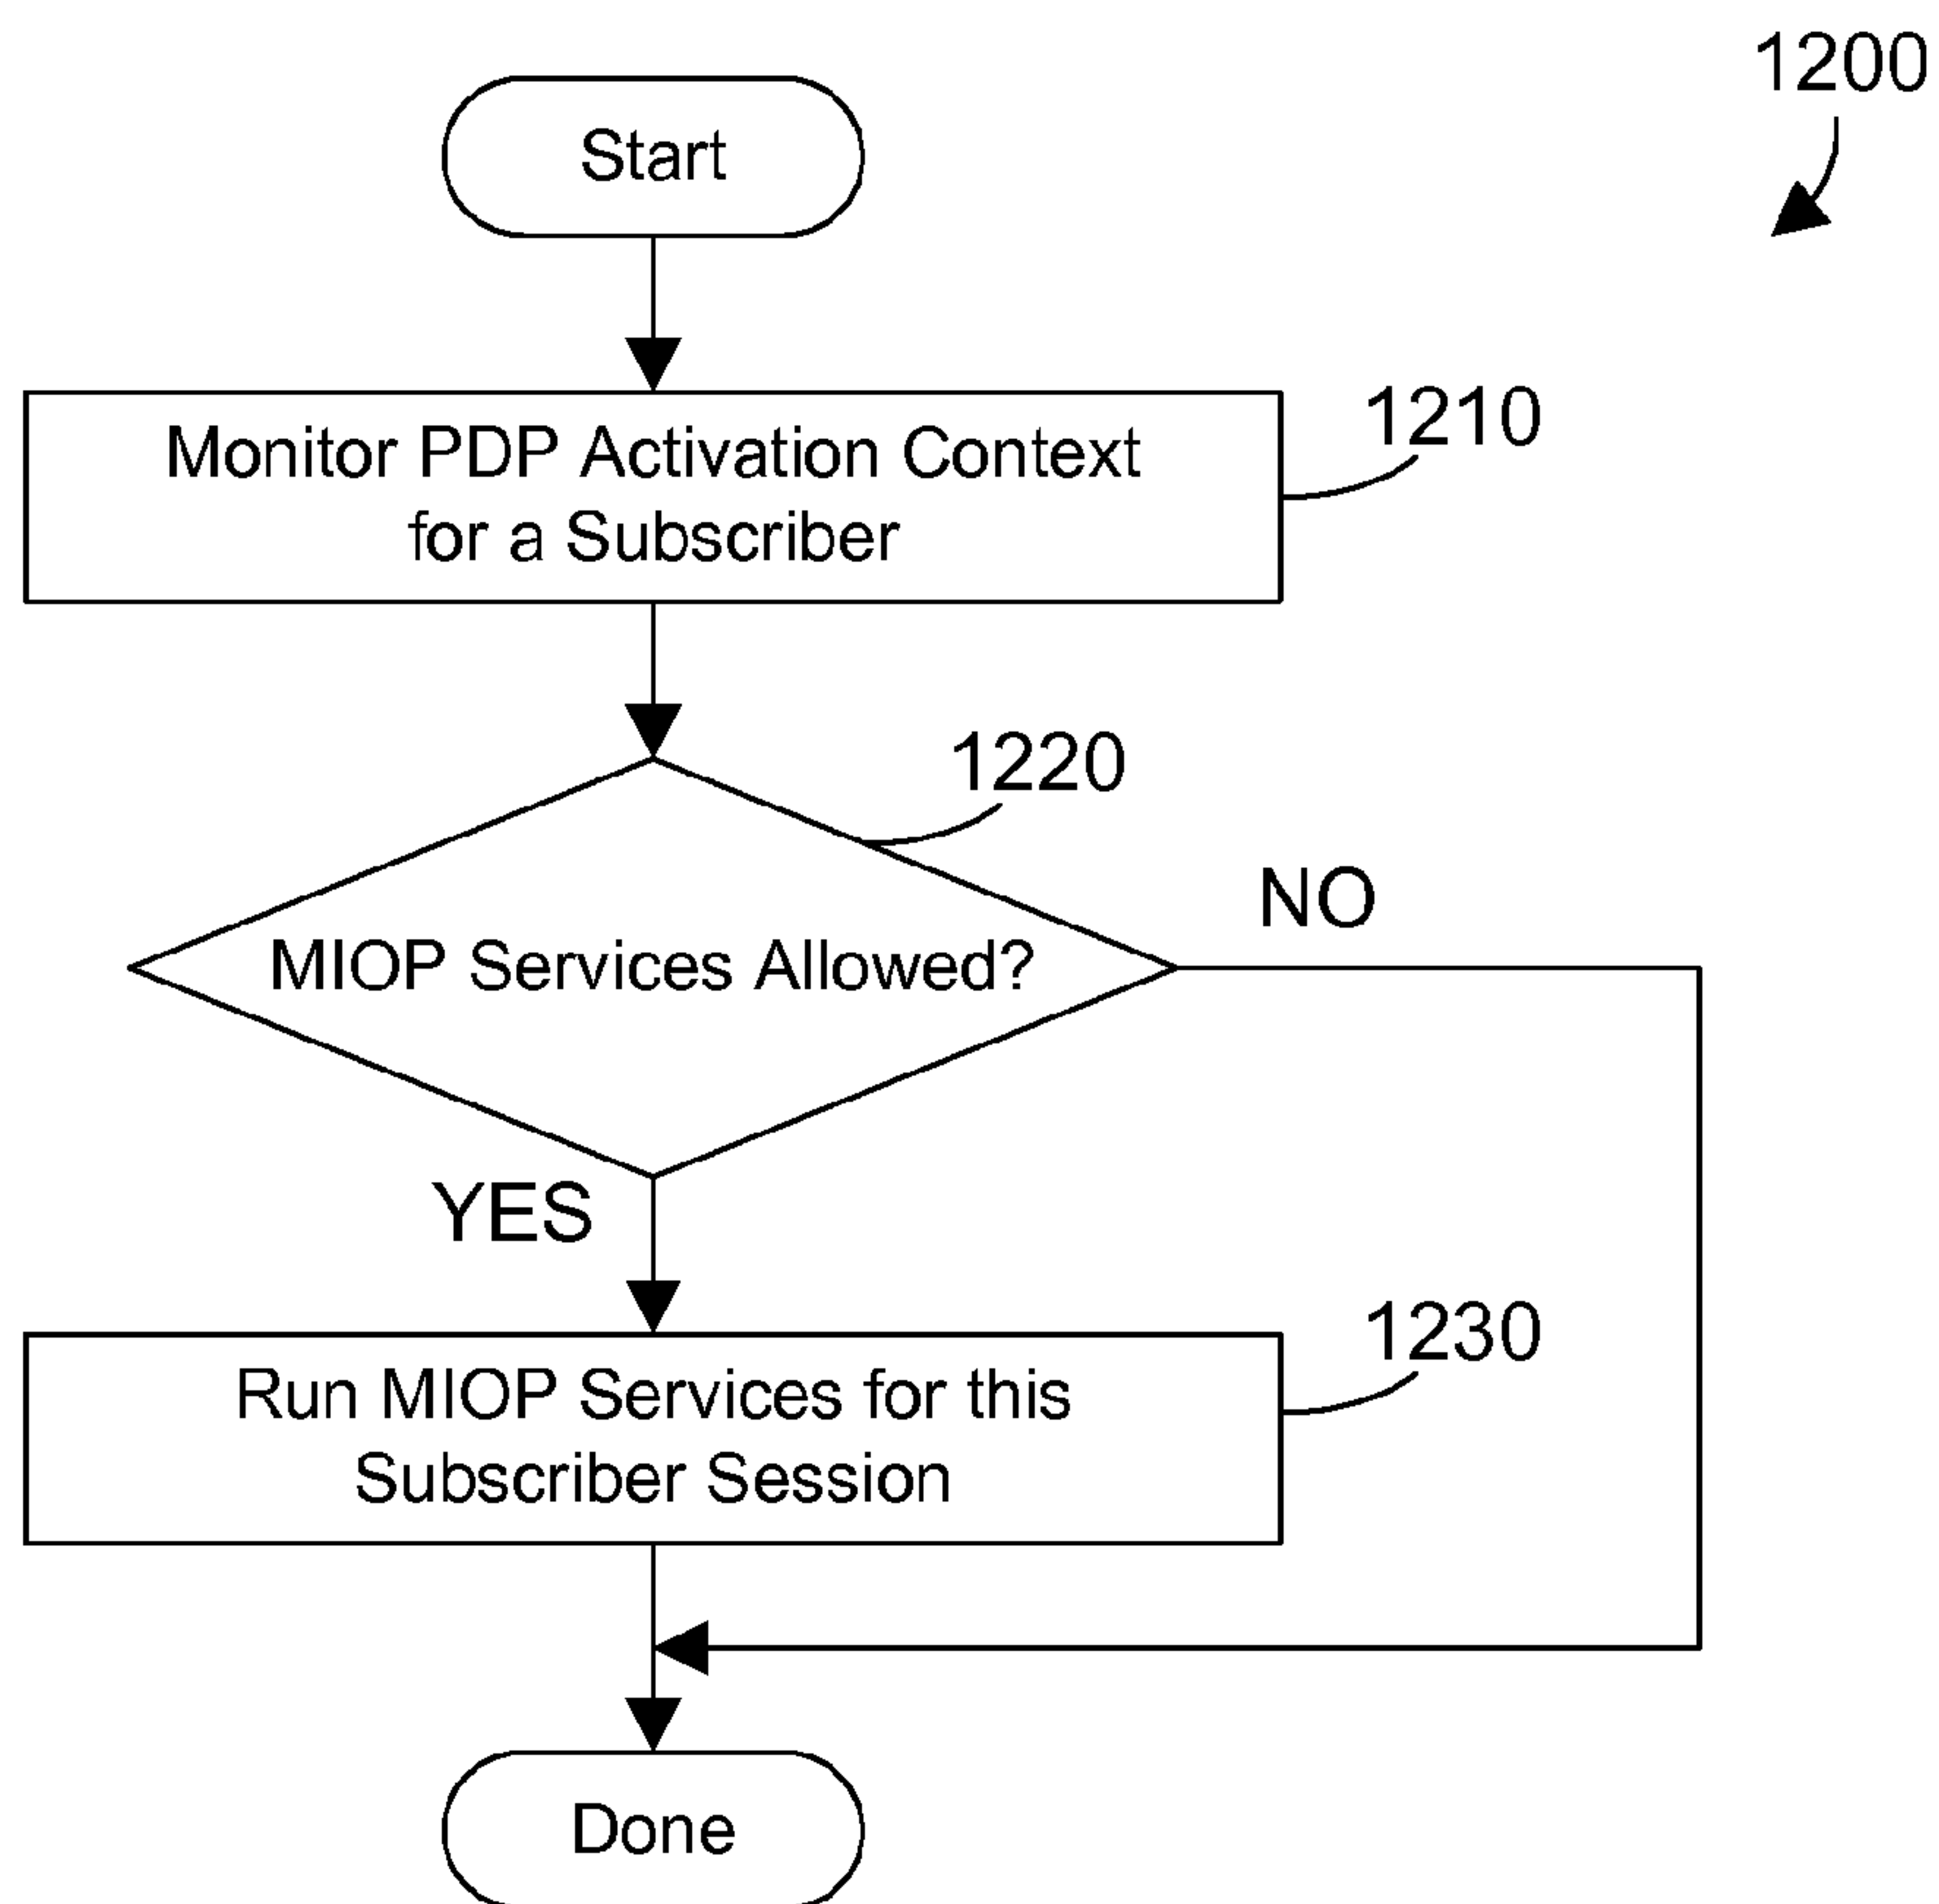 1200
Start
Monitor PDP Activation Context
for a Subscriber
1210
1220
MIOP Services Allowed?
NO
YES
Run MIOP Services for this
Subscriber Session
1230
Done